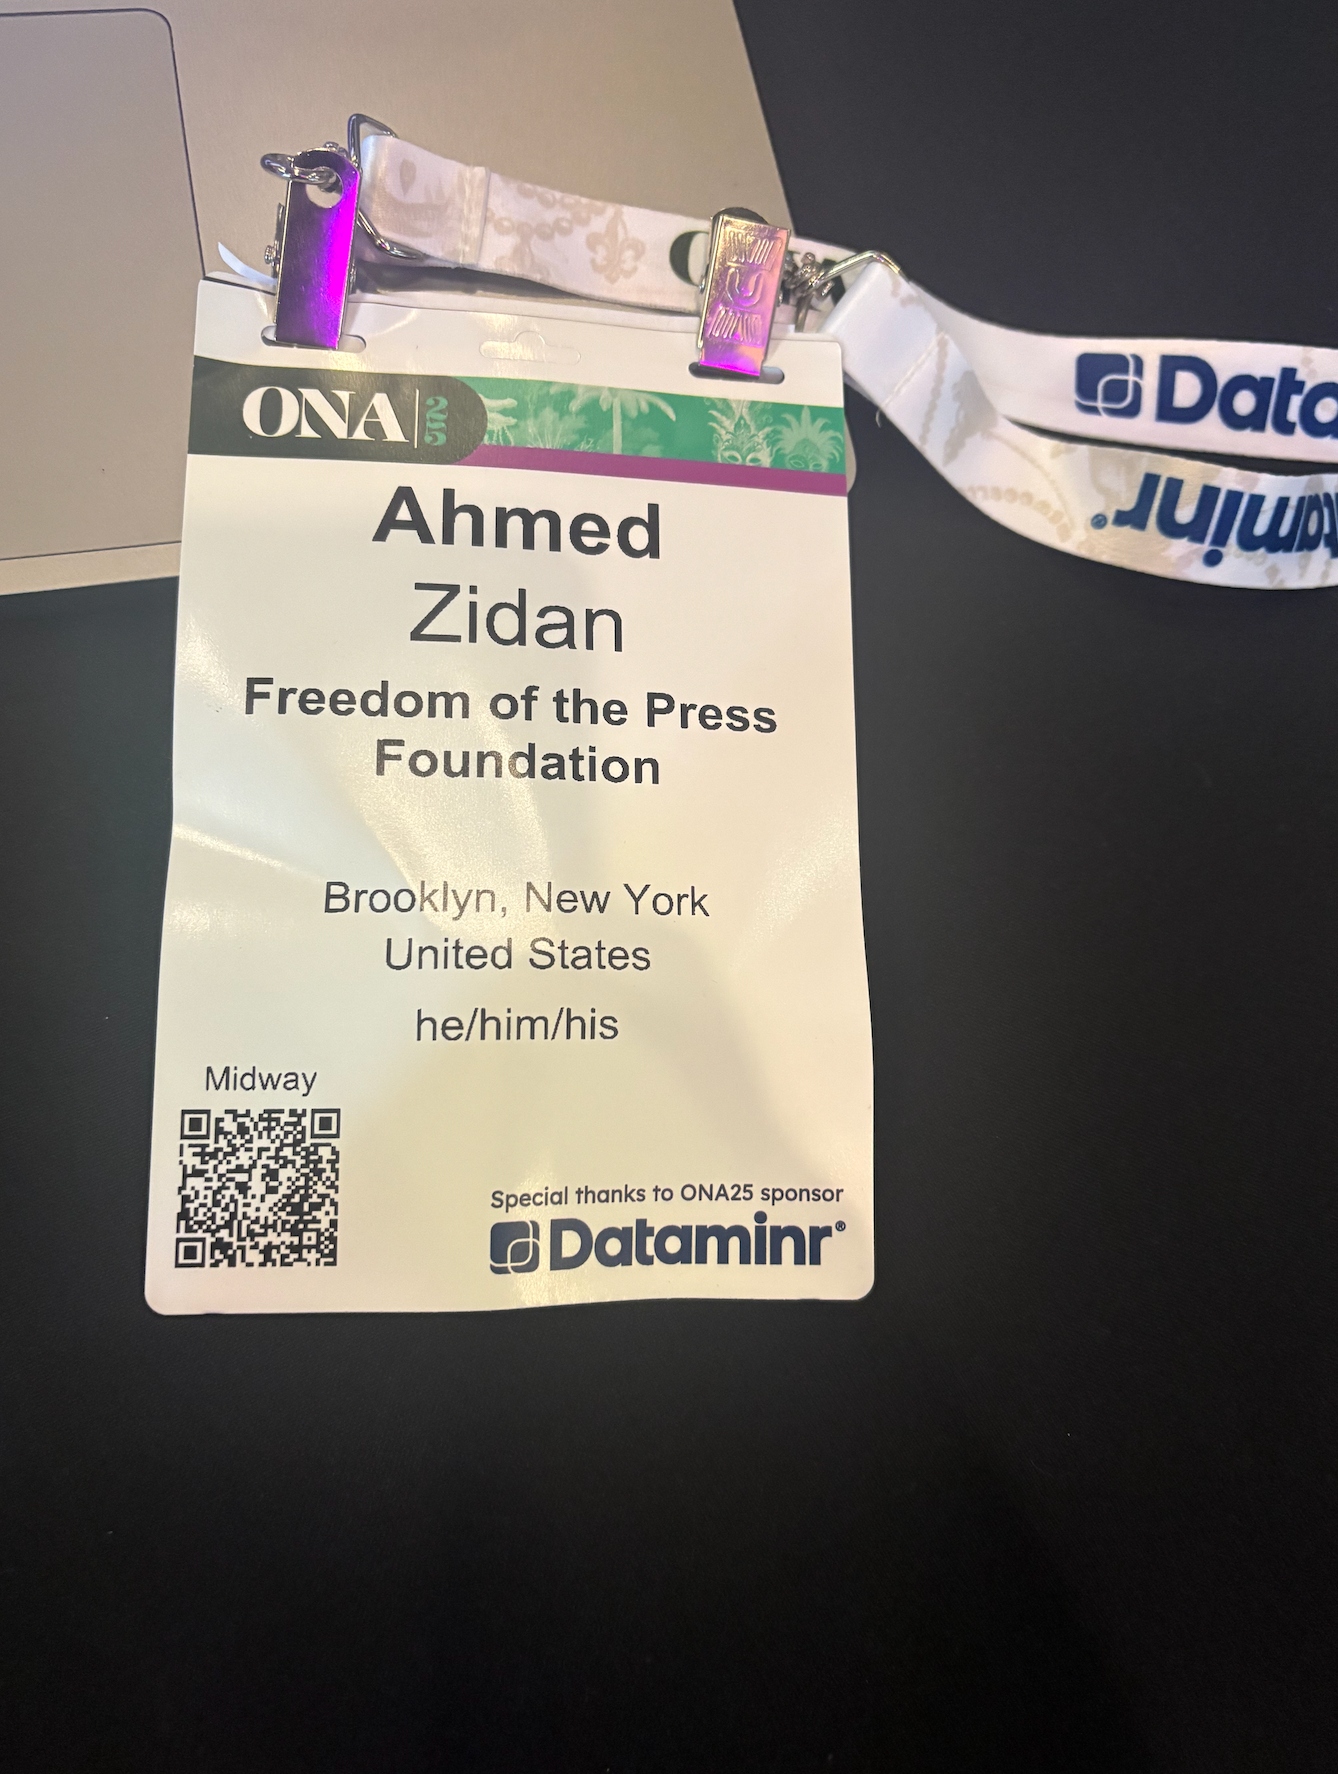 ONA 25
Ahmed
Zidan
Freedom of the Press
Foundation
Brooklyn, New York
United States
he/him/his
Midway
Special thanks to ONA25 sponsor
Dataminr®
Data
taminr®